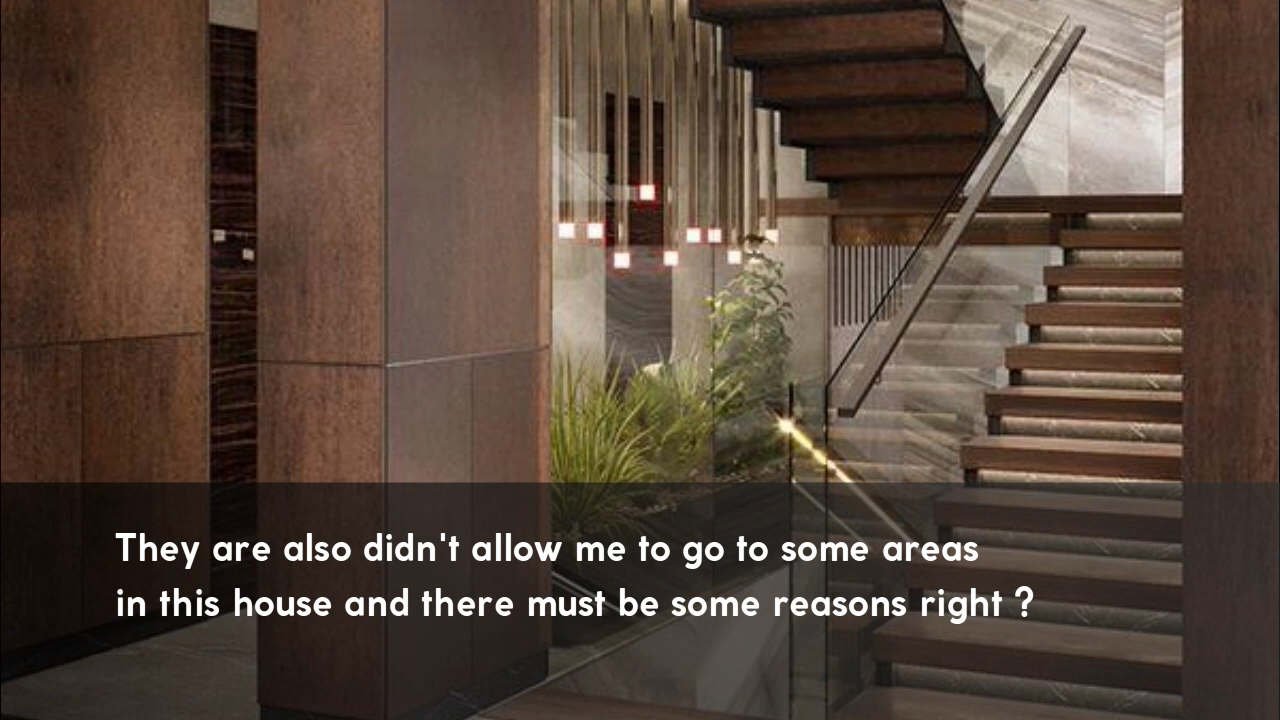 They are also didn't allow me to go to some areas
in this house and there must be some reasons right ?